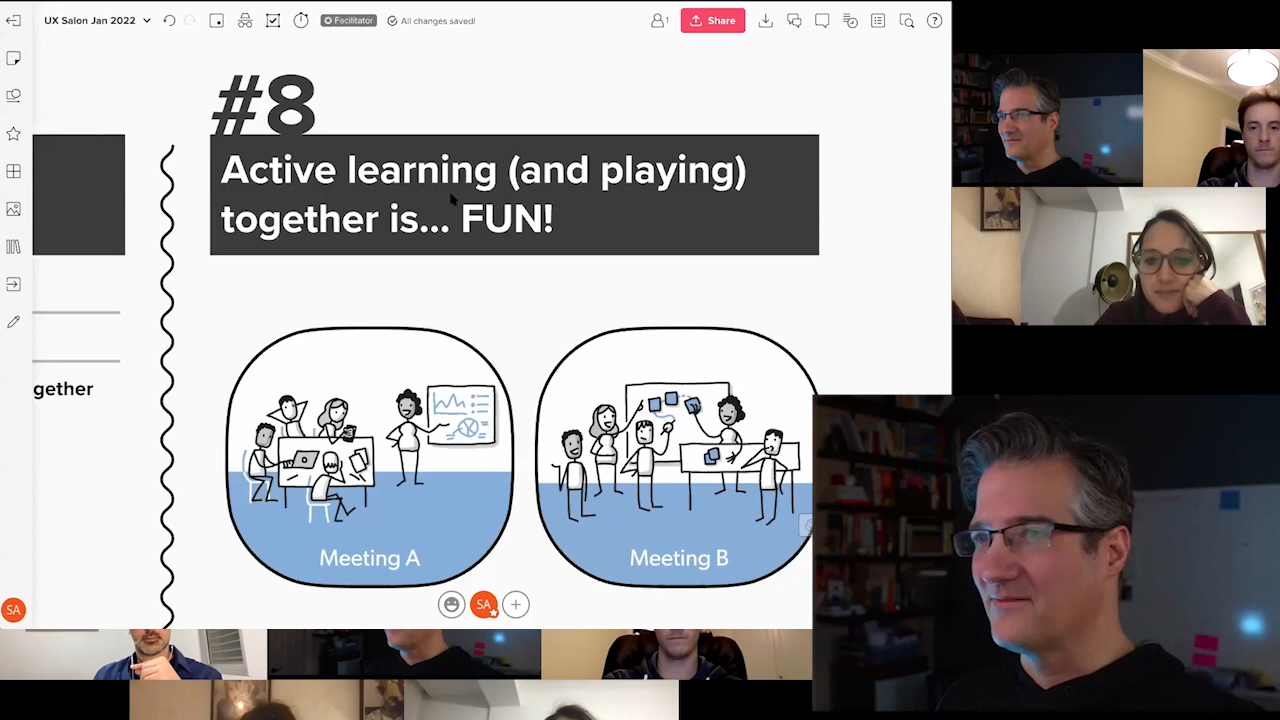 UX Salon Jan 2022
Facilitator
All changes saved!
1
Share
#8
Active learning (and playing)
together is... FUN!
gether
Meeting A
Meeting B
SA
SA